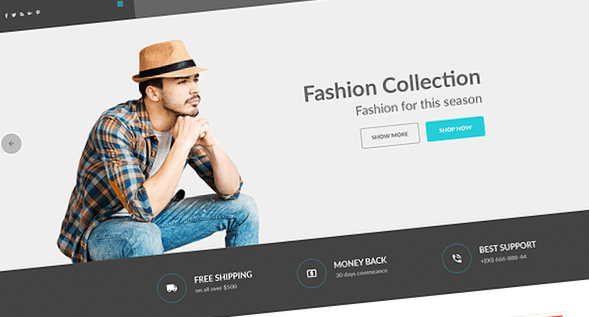 Fashion Collection
Fashion for this season
SHOW MORE
SHOP NOW
FREE SHIPPING
on all over $500
MONEY BACK
30 days coveneance
BEST SUPPORT
+(00) 666-888-44